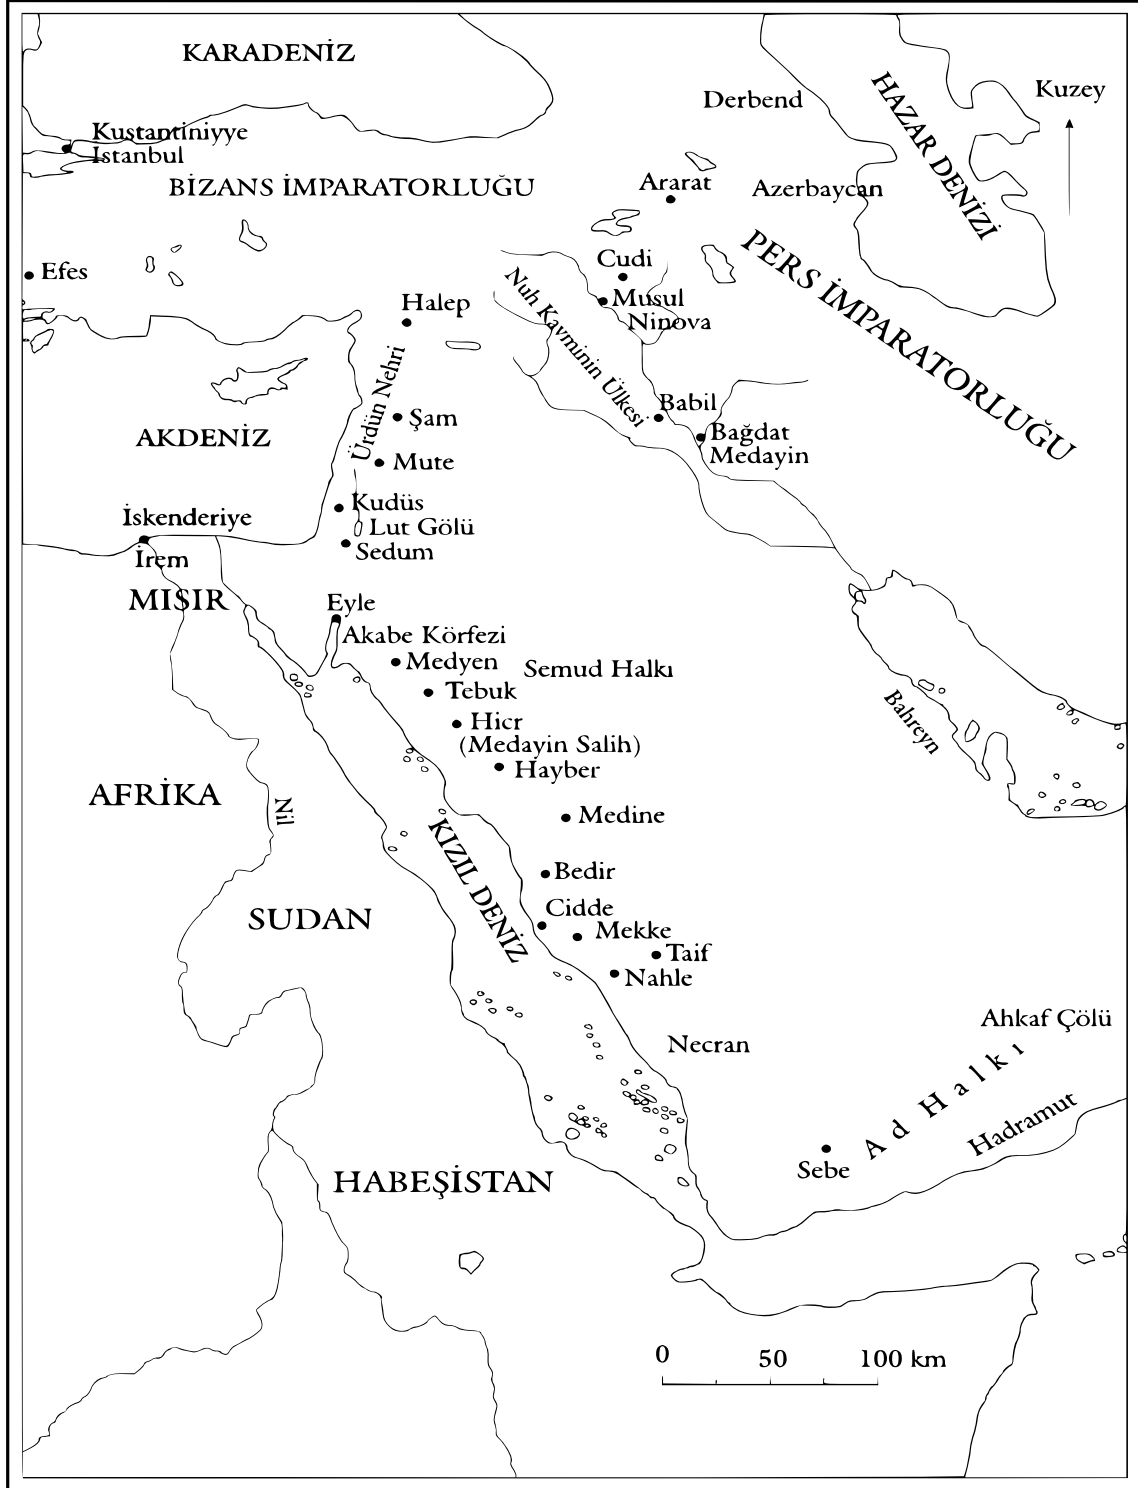 KARADENİZ
Derbend
HAZAR DENİZİ
Kuzey
Kustantiniyye
Istanbul
BİZANS İMPARATORLUĞU
Ararat
Azerbaycan
PERS İMPARATORLUĞU
Efes
Cudi
Musul
Ninova
Nuh Kavminin Ülkesi
Halep
Ürdün Nehri
Şam
Babil
Bağdat
Medayin
AKDENİZ
Mute
Kudüs
Lut Gölü
Sedum
İskenderiye
İrem
MISIR
Eyle
Akabe Körfezi
Medyen
Semud Halkı
Tebuk
Hicr
(Medayin Salih)
Hayber
Bahreyn
AFRİKA
Nil
Medine
KIZIL DENİZ
Bedir
SUDAN
Cidde
Mekke
Taif
Nahle
Necran
Ahkaf Çölü
Ad Halkı
Hadramut
Sebe
HABEŞİSTAN
0 50 100 km